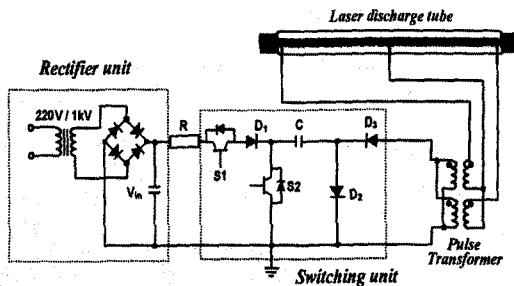 Laser discharge tube
Rectifier unit
220V / 1kV
R
D1
C
D3
S1
S2
Vin
D2
Pulse
Transformer
Switching unit